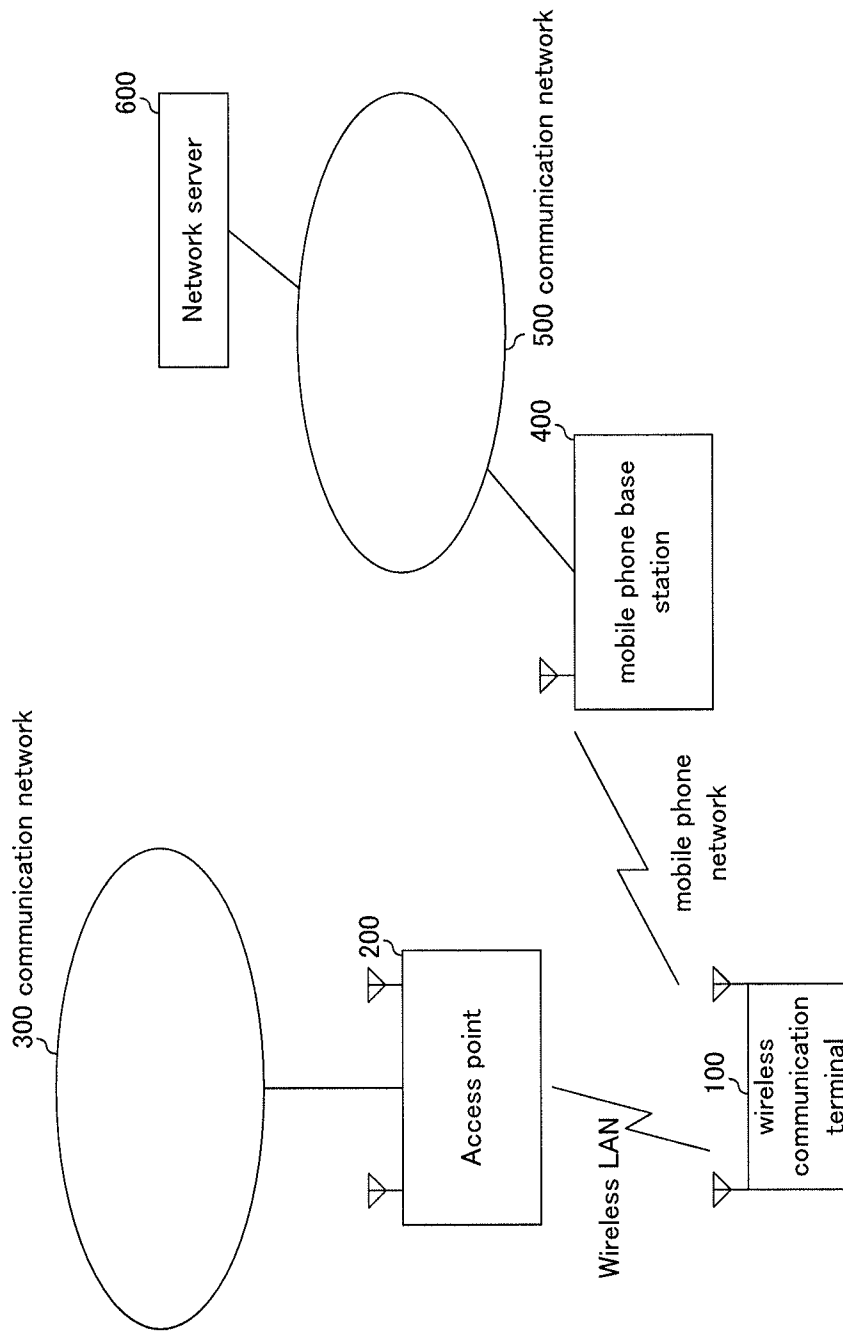 300 communication network
600
Network server
200
Access point
500 communication network
400
mobile phone base
station
Wireless LAN
mobile phone
network
100
wireless
communication
terminal